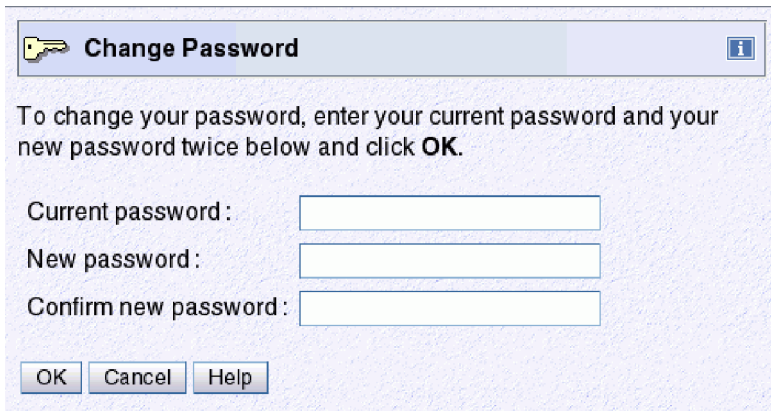 Change Password
i
To change your password, enter your current password and your
new password twice below and click OK.
Current password :
New password :
Confirm new password :
OK Cancel Help